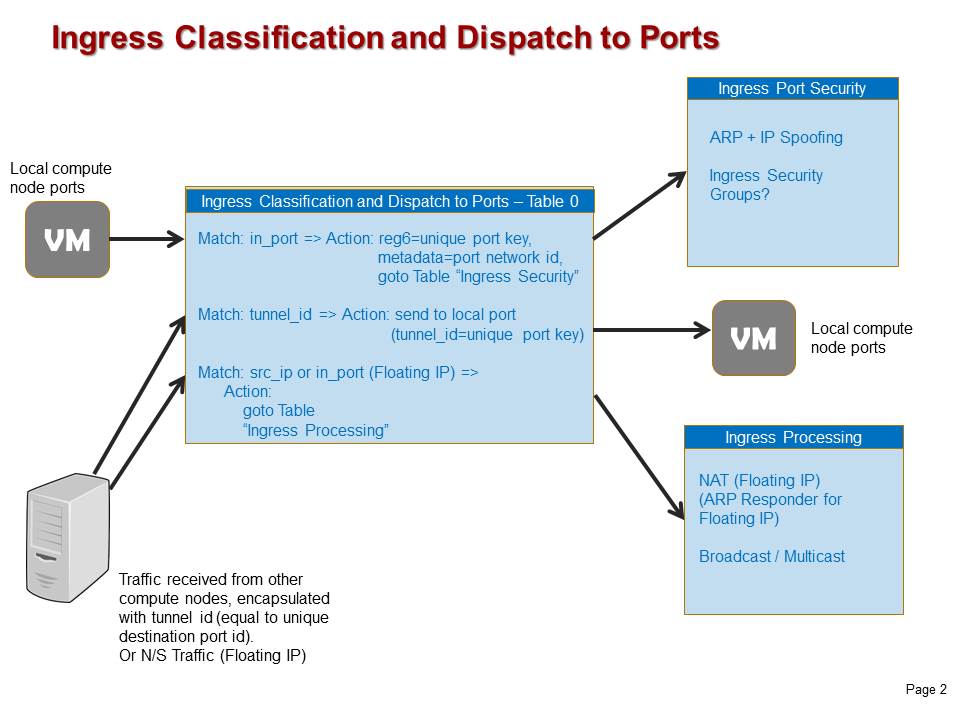 Ingress Classification and Dispatch to Ports
Local compute
node ports
VM
Ingress Classification and Dispatch to Ports – Table 0
Match: in_port => Action: reg6=unique port key,
metadata=port network id,
goto Table “Ingress Security”
Match: tunnel_id => Action: send to local port
(tunnel_id=unique port key)
Match: src_ip or in_port (Floating IP) =>
Action:
goto Table
“Ingress Processing”
Ingress Port Security
ARP + IP Spoofing
Ingress Security
Groups?
VM
Local compute
node ports
Ingress Processing
NAT (Floating IP)
(ARP Responder for
Floating IP)
Broadcast / Multicast
Traffic received from other
compute nodes, encapsulated
with tunnel id (equal to unique
destination port id).
Or N/S Traffic (Floating IP)
Page 2